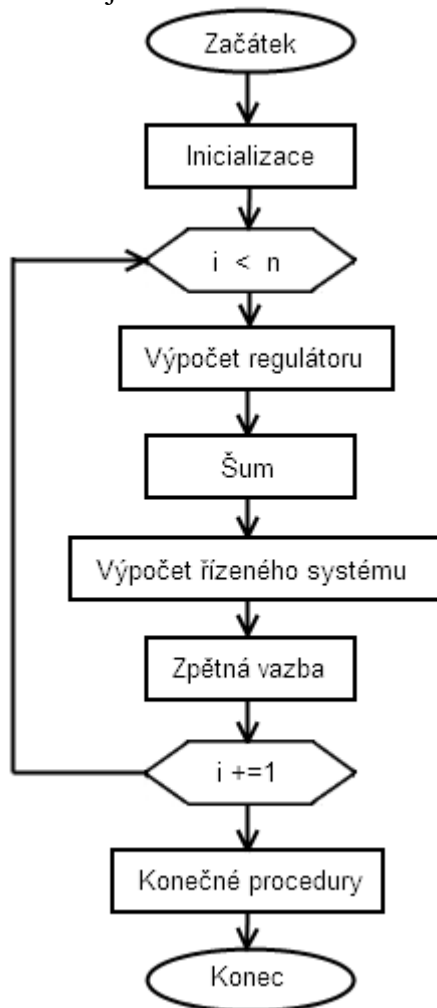 Začátek
Inicializace
i < n
Výpočet regulátoru
Šum
Výpočet řízeného systému
Zpětná vazba
i +=1
Konečné procedury
Konec